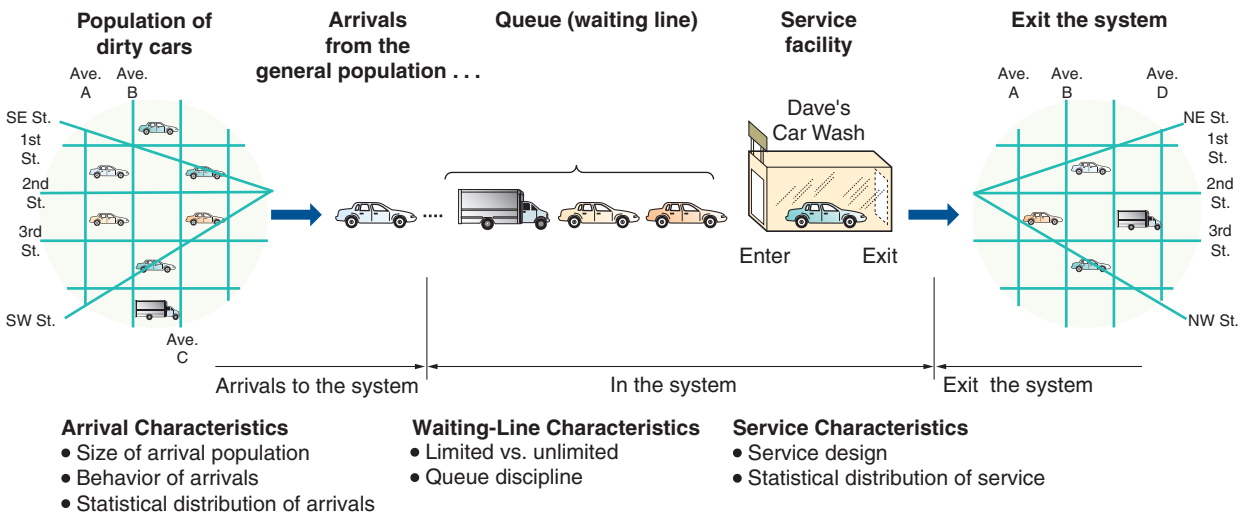 Population of
dirty cars
Arrivals
from the
general population . . .
Queue (waiting line)
Service
facility
Exit the system
Ave.
A
Ave.
B
SE St.
1st
St.
2nd
St.
3rd
St.
SW St.
Ave.
C
....
Dave's
Car Wash
Enter
Exit
Ave.
A
Ave.
B
Ave.
D
NE St.
1st
St.
2nd
St.
3rd
St.
NW St.
Arrivals to the system
In the system
Exit the system
Arrival Characteristics
• Size of arrival population
• Behavior of arrivals
• Statistical distribution of arrivals
Waiting-Line Characteristics
• Limited vs. unlimited
• Queue discipline
Service Characteristics
• Service design
• Statistical distribution of service